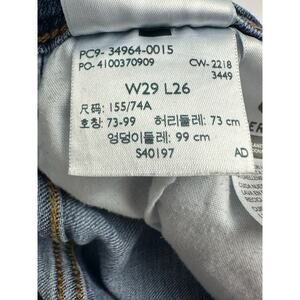 PC9- 34964-0015
PO- 4100370909 CW- 2218
3449
W29 L26
尺码: 155/74A
호칭: 73-99 허리둘레: 73 cm
엉덩이둘레: 99 cm
S40197 AD